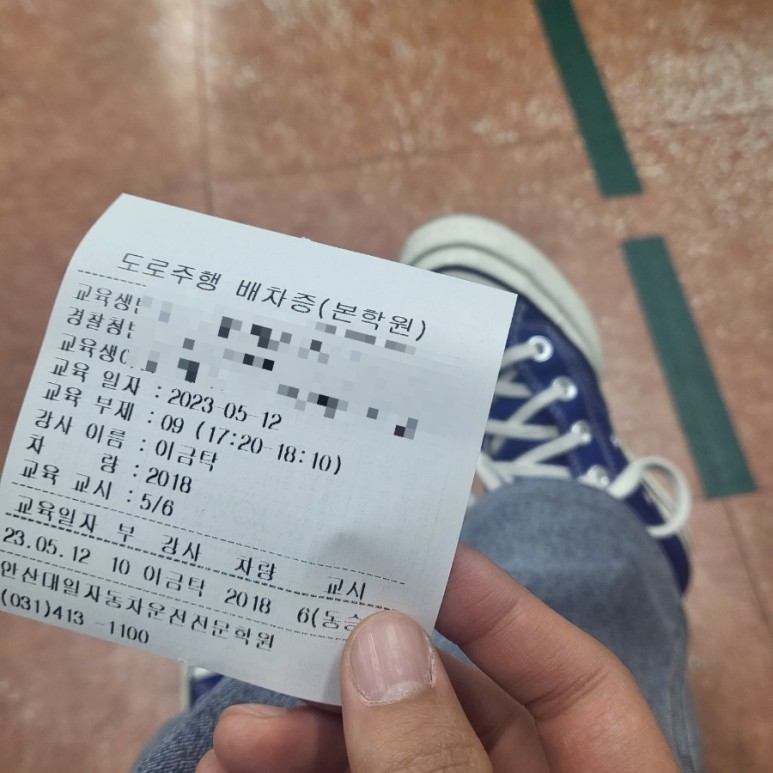 도로주행 배차증(본학원)
교육생
경찰청
교육생
교육 일자 : 2023-05-12
교육 부제 : 09 (17:20-18:10)
강사 이름 : 이금탁
차 량 : 2018
교육 교시 : 5/6
교육일자 부 강사 차량 교시
23.05.12 10 이금탁 2018 6(동승
안산대일자동차운전전문학원
(031)413-1100